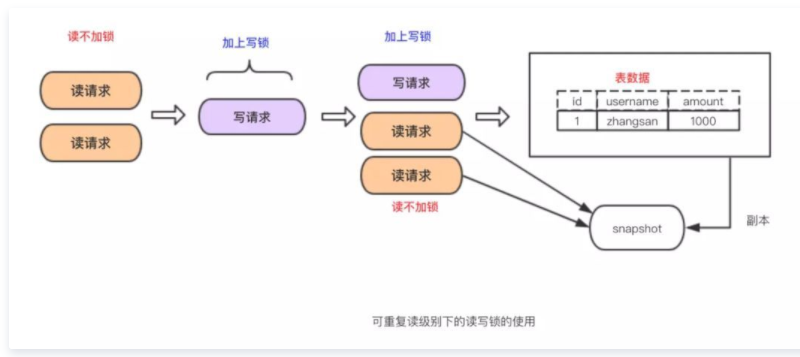 读不加锁
读请求
读请求
加上写锁
写请求
加上写锁
写请求
读请求
读请求
读不加锁
表数据
id username amount
1 zhangsan 1000
snapshot
副本
可重复读级别下的读写锁的使用